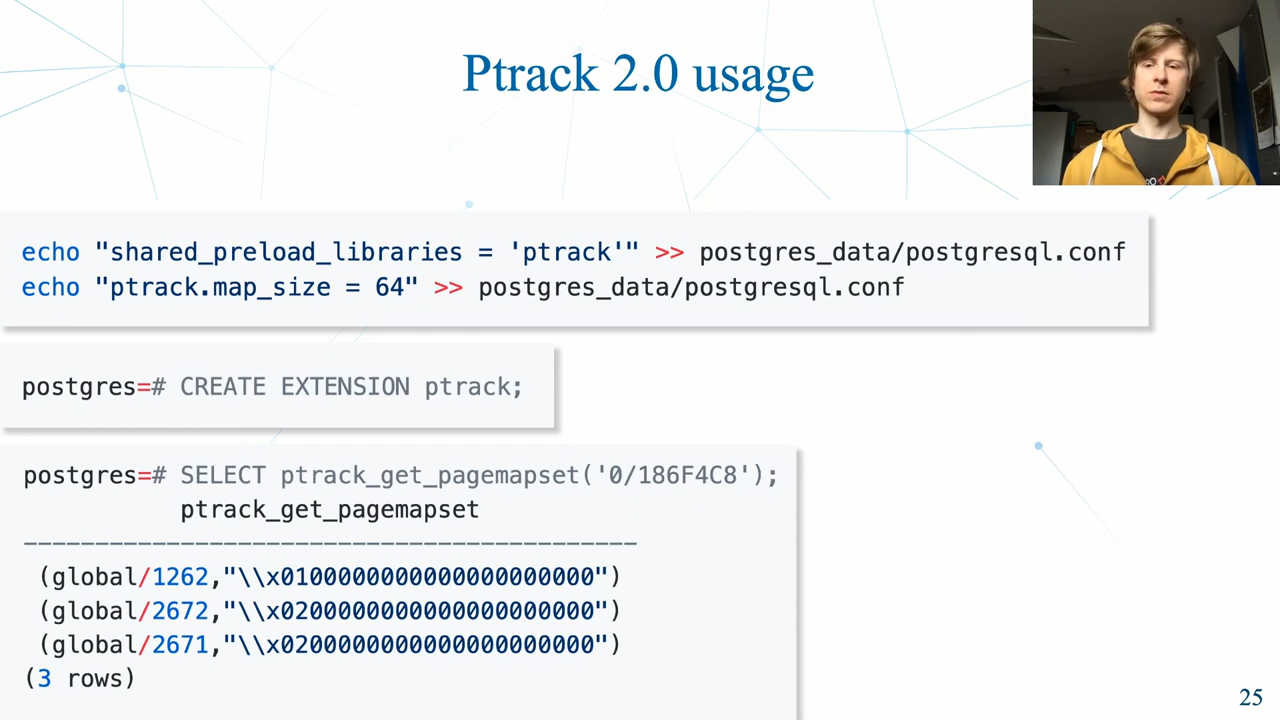 Ptrack 2.0 usage
echo "shared_preload_libraries = 'ptrack'" >> postgres_data/postgresql.conf
echo "ptrack.map_size = 64" >> postgres_data/postgresql.conf
postgres=# CREATE EXTENSION ptrack;
postgres=# SELECT ptrack_get_pagemapset('0/186F4C8');
ptrack_get_pagemapset
-------------------------------------------
(global/1262,"\\x0100000000000000000000")
(global/2672,"\\x0200000000000000000000")
(global/2671,"\\x0200000000000000000000")
(3 rows)
25